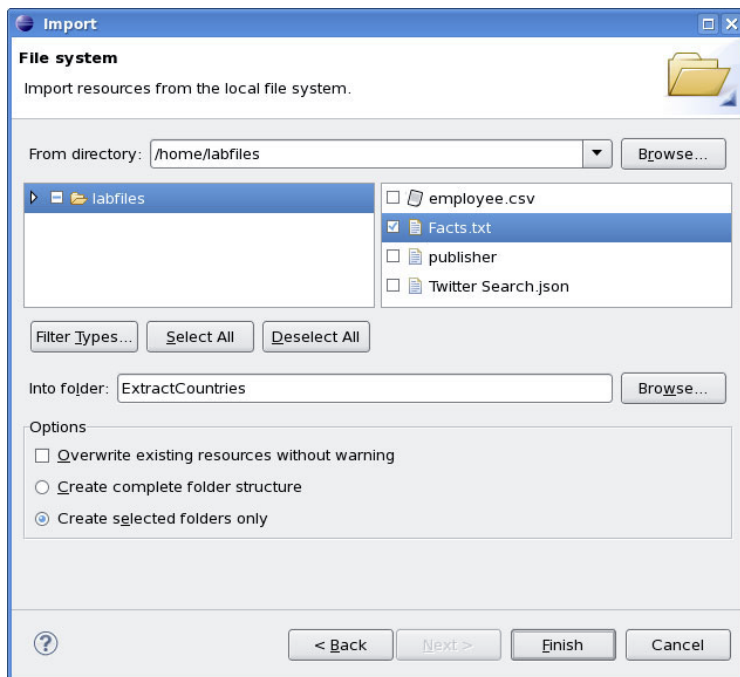 Import
File system
Import resources from the local file system.
From directory: /home/labfiles Browse...
labfiles
employee.csv
Facts.txt
publisher
Twitter Search.json
Filter Types... Select All Deselect All
Into folder: ExtractCountries Browse...
Options
Overwrite existing resources without warning
Create complete folder structure
Create selected folders only
? < Back Next > Finish Cancel